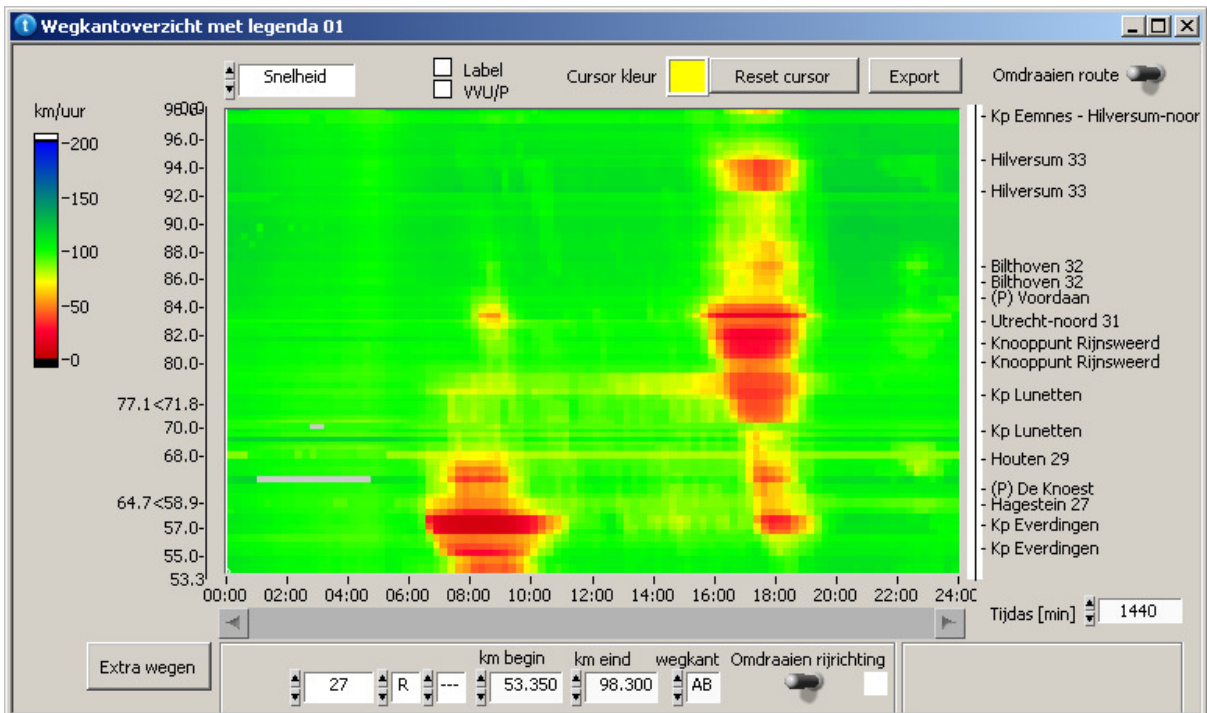 Wegkantoverzicht met legenda 01
Snelheid
Label
VVU/P
Cursor kleur
Reset cursor
Export
Omdraaien route
km/uur
-200
-150
-100
-50
-0
96.0-
94.0-
92.0-
90.0-
88.0-
86.0-
84.0-
82.0-
80.0-
77.1<71.8-
70.0-
68.0-
64.7<58.9-
57.0-
55.0-
53.3
- Kp Eemnes - Hilversum-noor
- Hilversum 33
- Hilversum 33
- Bilthoven 32
- Bilthoven 32
- (P) Voordaan
- Utrecht-noord 31
- Knooppunt Rijnsweerd
- Knooppunt Rijnsweerd
- Kp Lunetten
- Kp Lunetten
- Houten 29
- (P) De Knoest
- Hagestein 27
- Kp Everdingen
- Kp Everdingen
00:00 02:00 04:00 06:00 08:00 10:00 12:00 14:00 16:00 18:00 20:00 22:00 24:00
Tijdas [min] 1440
Extra wegen
km begin km eind wegkant Omdraaien rijrichting
27 R --- 53.350 98.300 AB